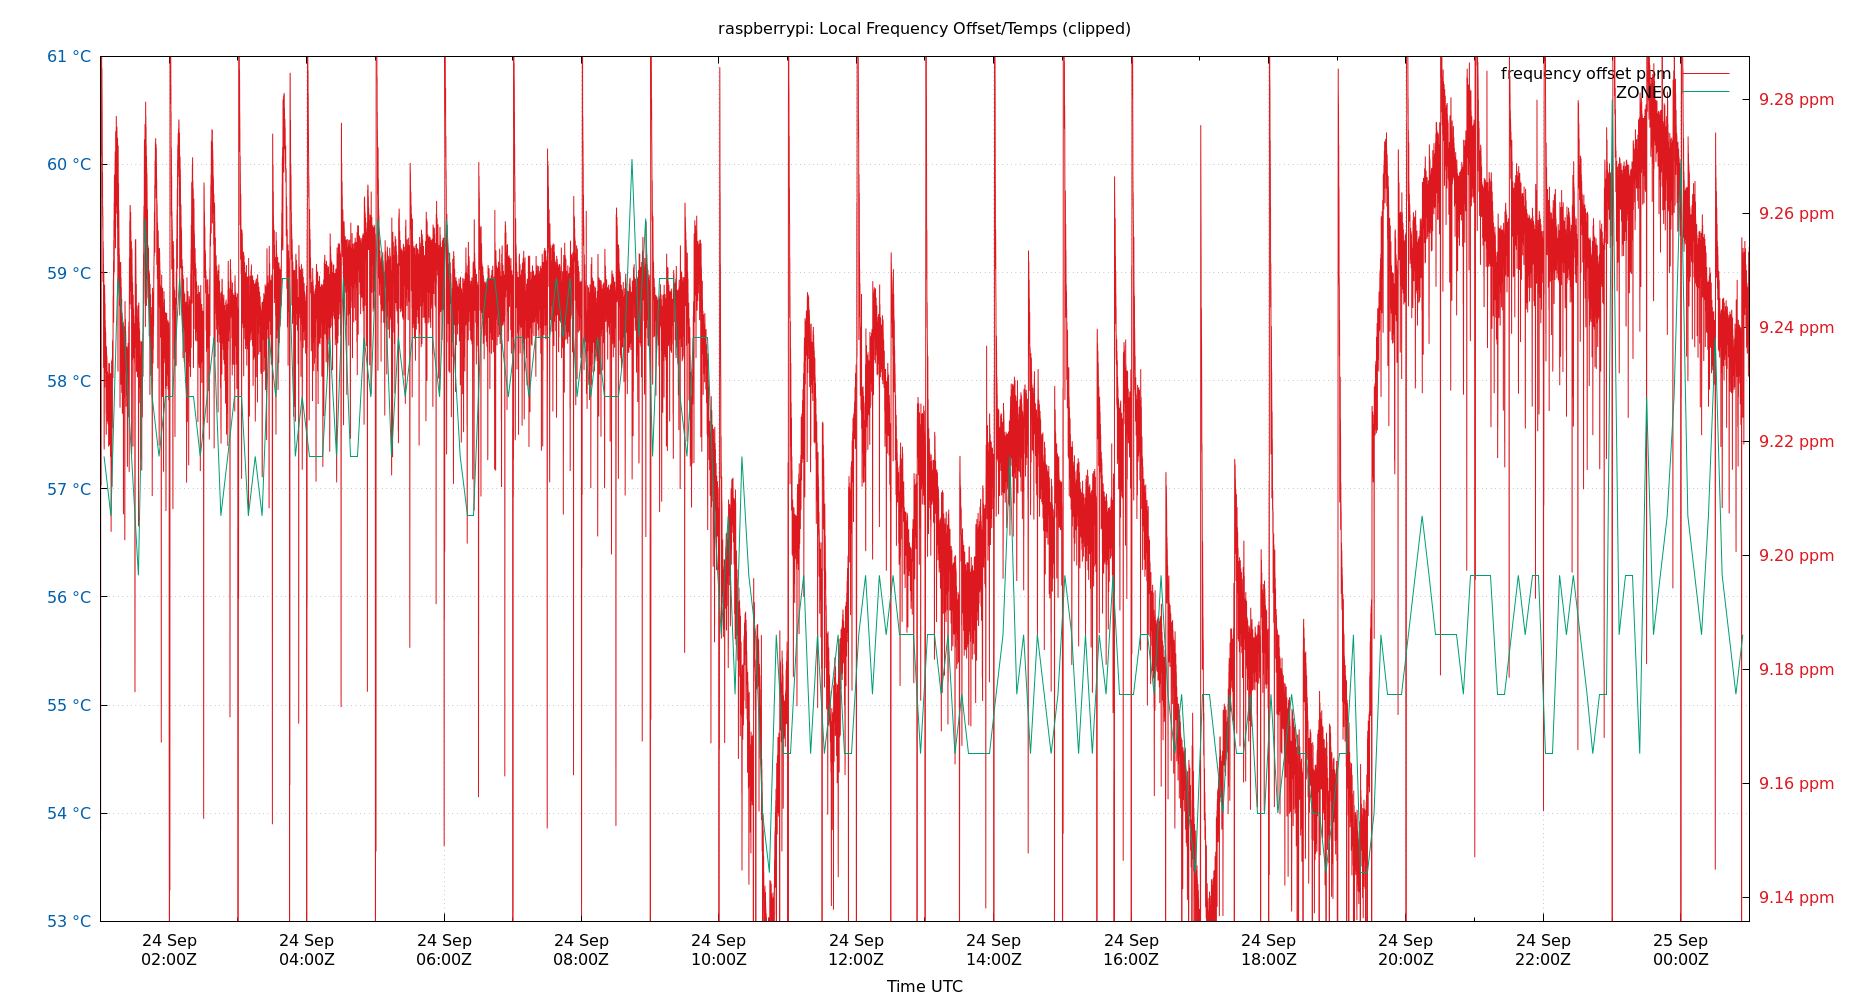 raspberrypi: Local Frequency Offset/Temps (clipped)
61 °C
60 °C
59 °C
58 °C
57 °C
56 °C
55 °C
54 °C
53 °C
frequency offset ppm
ZONE0
9.28 ppm
9.26 ppm
9.24 ppm
9.22 ppm
9.20 ppm
9.18 ppm
9.16 ppm
9.14 ppm
24 Sep
02:00Z
24 Sep
04:00Z
24 Sep
06:00Z
24 Sep
08:00Z
24 Sep
10:00Z
24 Sep
12:00Z
24 Sep
14:00Z
24 Sep
16:00Z
24 Sep
18:00Z
24 Sep
20:00Z
24 Sep
22:00Z
25 Sep
00:00Z
Time UTC